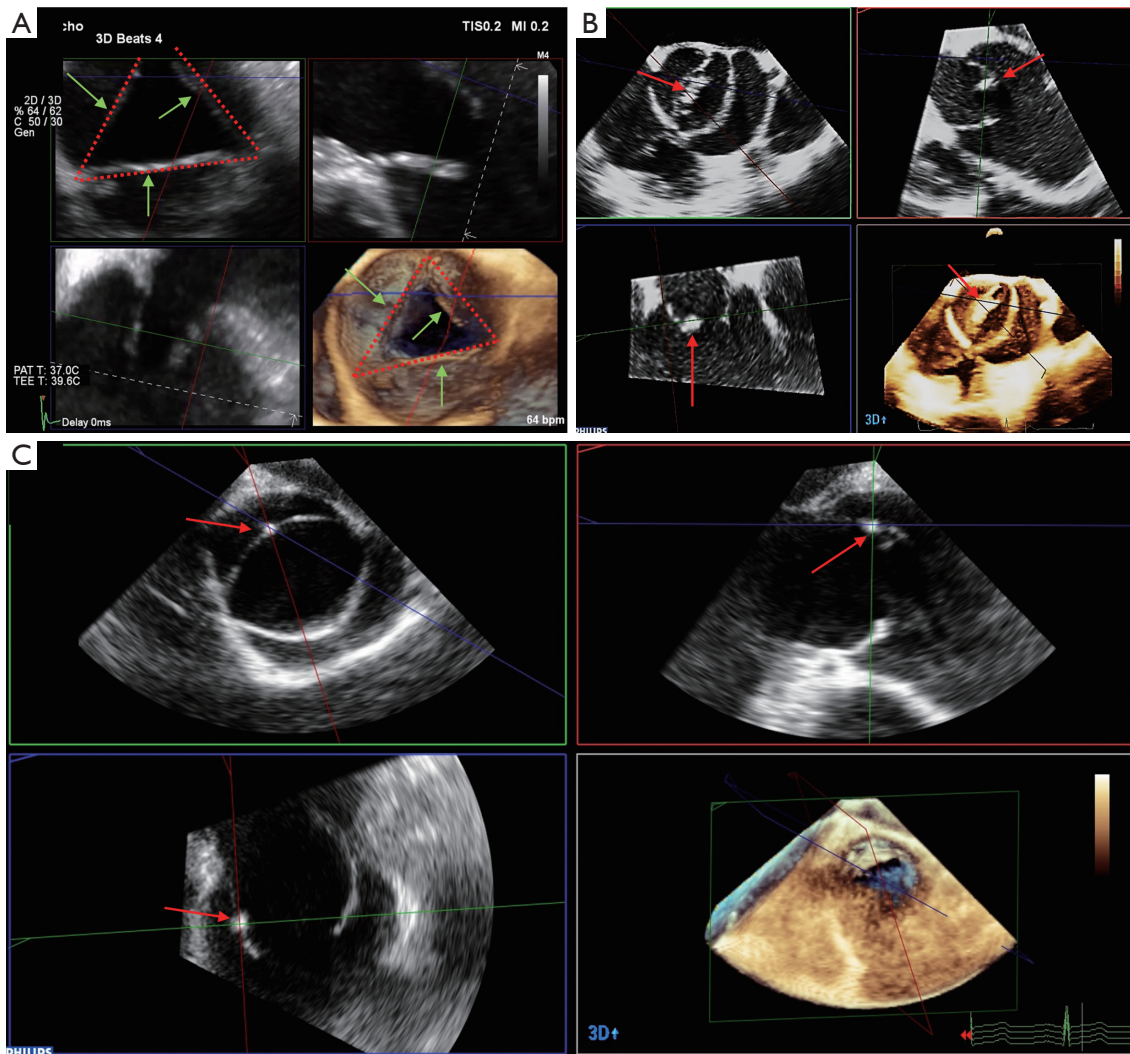 A
cho
3D Beats 4
TIS0.2 MI 0.2
M4
2D / 3D
% 64 / 62
C 50 / 30
Gen
PAT T: 37.0C
TEE T: 39.6C
Delay 0ms
64 bpm
B
PHILIPS
3D
C
PHILIPS
3D